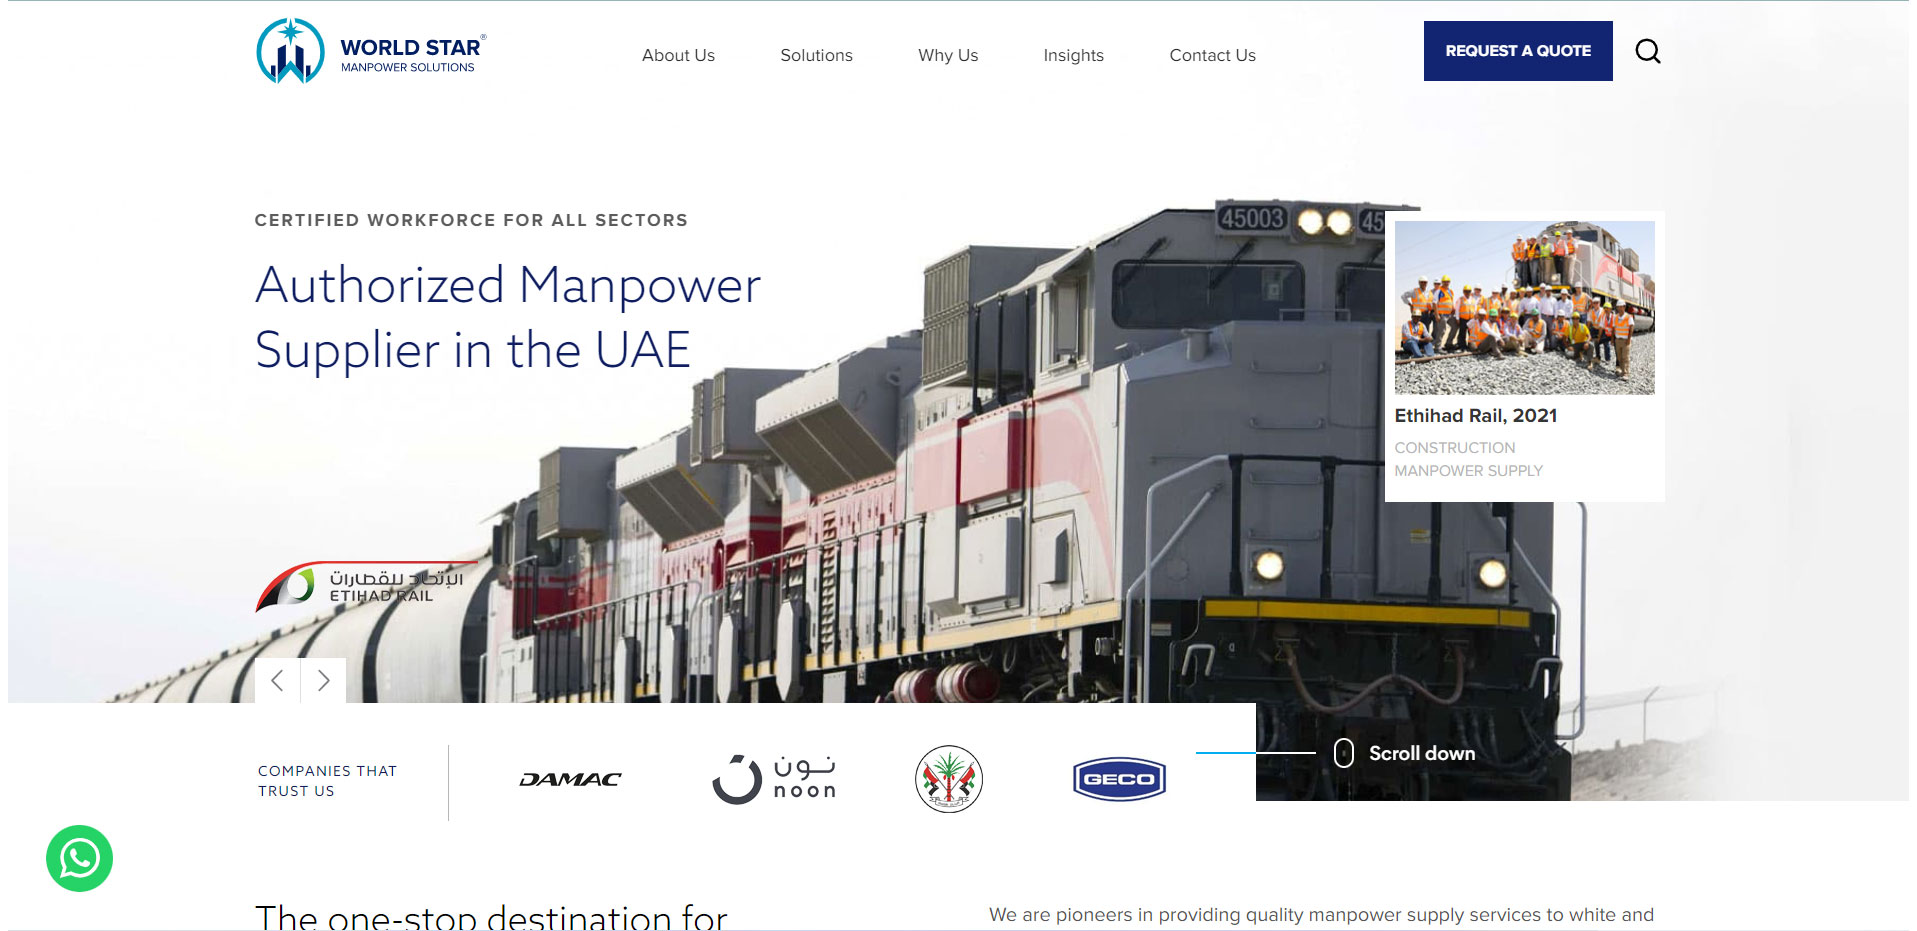 WORLD STAR®
MANPOWER SOLUTIONS
About Us
Solutions
Why Us
Insights
Contact Us
REQUEST A QUOTE
CERTIFIED WORKFORCE FOR ALL SECTORS
Authorized Manpower
Supplier in the UAE
45003
45
Ethihad Rail, 2021
CONSTRUCTION
MANPOWER SUPPLY
الإتحاد للقطارات
ETIHAD RAIL
COMPANIES THAT
TRUST US
DAMAC
نون
noon
GECO
Scroll down
The one-stop destination for
We are pioneers in providing quality manpower supply services to white and